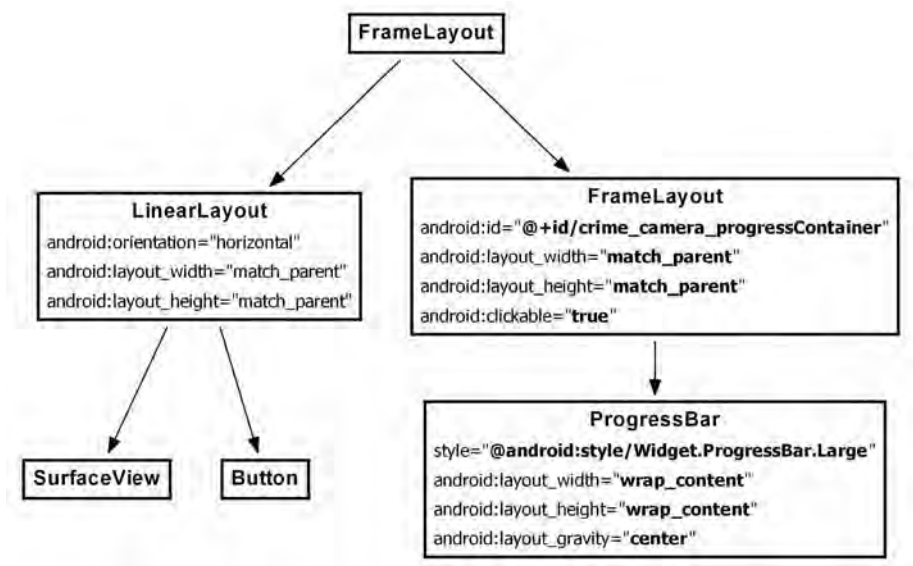 FrameLayout
LinearLayout
android:orientation="horizontal"
android:layout_width="match_parent"
android:layout_height="match_parent"
FrameLayout
android:id="@+id/crime_camera_progressContainer"
android:layout_width="match_parent"
android:layout_height="match_parent"
android:clickable="true"
SurfaceView
Button
ProgressBar
style="@android:style/Widget.ProgressBar.Large"
android:layout_width="wrap_content"
android:layout_height="wrap_content"
android:layout_gravity="center"